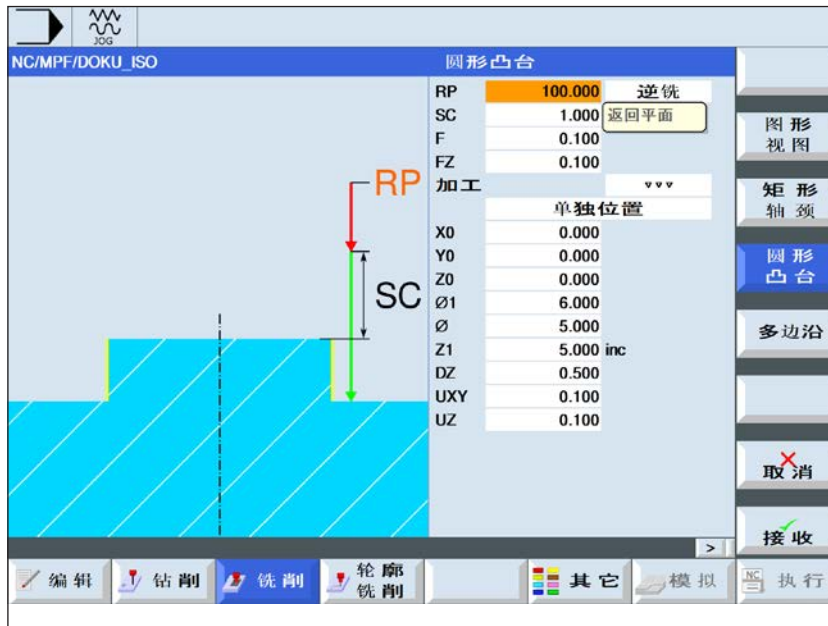 JOG
NC/MPF/DOKU_ISO
圆形凸台
RP 100.000 逆铣
SC 1.000 返回平面
F 0.100
FZ 0.100
加工 ▿▿▿
单独位置
X0 0.000
Y0 0.000
Z0 0.000
Ø1 6.000
Ø 5.000
Z1 5.000 inc
DZ 0.500
UXY 0.100
UZ 0.100
RP
SC
图形
视图
矩形
轴颈
圆形
凸台
多边沿
取消
接收
>
编辑
钻削
铣削
轮廓
铣削
其它
模拟
NC
执行